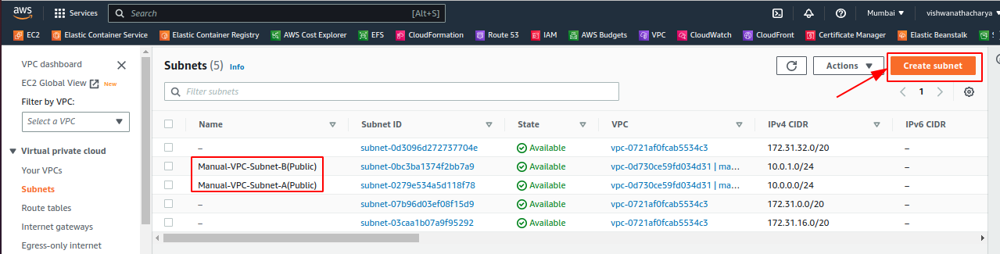 aws Services Search [Alt+S] Mumbai vishwanathacharya
EC2 Elastic Container Service Elastic Container Registry AWS Cost Explorer EFS CloudFormation Route 53 IAM AWS Budgets VPC CloudWatch CloudFront Certificate Manager Elastic Beanstalk
VPC dashboard
EC2 Global View New
Filter by VPC:
Select a VPC
Virtual private cloud
Your VPCs
Subnets
Route tables
Internet gateways
Egress-only internet
Subnets (5) Info Actions Create subnet
Filter subnets 1
Name Subnet ID State VPC IPv4 CIDR IPv6 CIDR
– subnet-0d3096d272737704e Available vpc-0721af0fcab5534c3 172.31.32.0/20 –
Manual-VPC-Subnet-B(Public) subnet-0bc3ba1374f2bb7a9 Available vpc-0d730ce59fd034d31 | ma... 10.0.1.0/24 –
Manual-VPC-Subnet-A(Public) subnet-0279e534a5d118f78 Available vpc-0d730ce59fd034d31 | ma... 10.0.0.0/24 –
– subnet-07b96d03ef08f15d9 Available vpc-0721af0fcab5534c3 172.31.0.0/20 –
– subnet-03caa1b07a9f95292 Available vpc-0721af0fcab5534c3 172.31.16.0/20 –